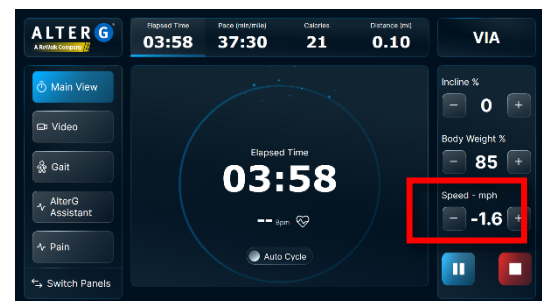 ALTER G
A ReWalk Company
Elapsed Time
03:58
Pace (min/mile)
37:30
Calories
21
Distance (mi)
0.10
VIA
Main View
Video
Gait
AlterG
Assistant
Pain
Switch Panels
Elapsed Time
03:58
-- Bpm
Auto Cycle
Incline %
- 0 +
Body Weight %
- 85 +
Speed - mph
- -1.6 +